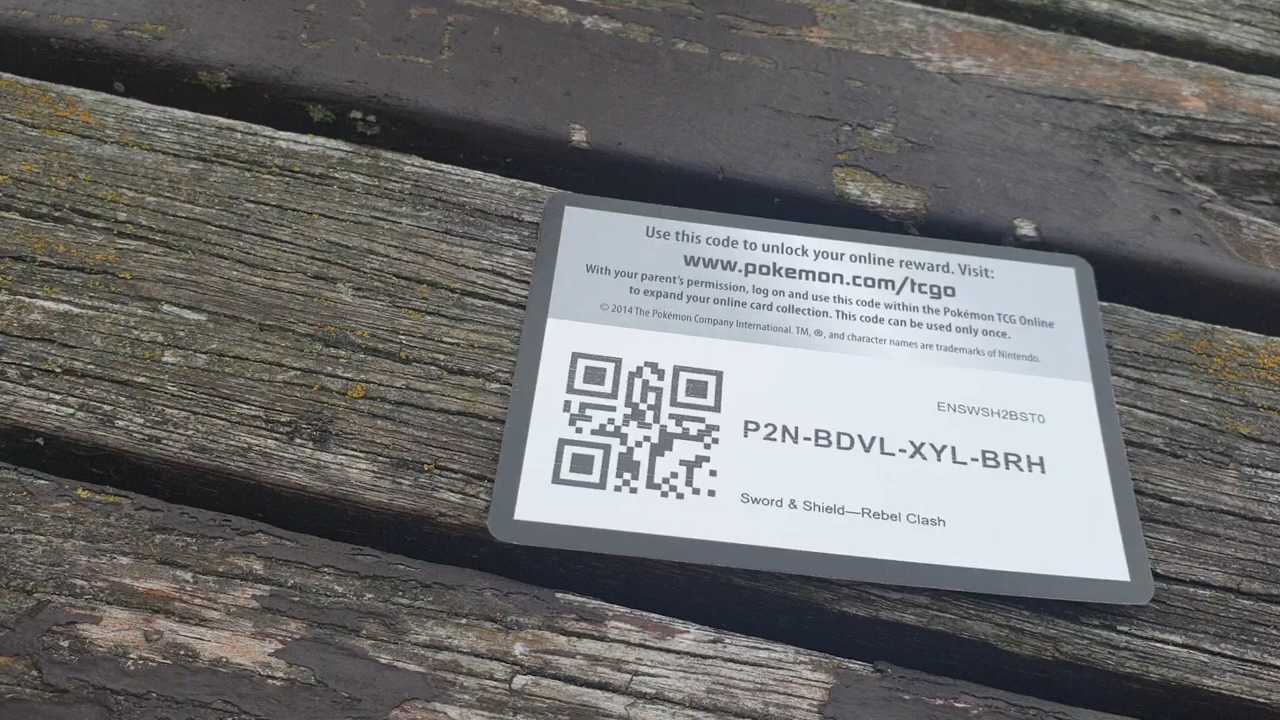 Use this code to unlock your online reward. Visit:
www.pokemon.com/tcgo
With your parent's permission, log on and use this code within the Pokémon TCG Online
to expand your online card collection. This code can be used only once.
© 2014 The Pokémon Company International. TM, ®, and character names are trademarks of Nintendo.
ENSWSH2BST0
P2N-BDVL-XYL-BRH
Sword & Shield—Rebel Clash